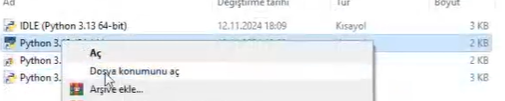 Ad Değiştirme tarihi Tür Boyut
IDLE (Python 3.13 64-bit) 12.11.2024 18:09 Kısayol 3 KB
Python 3. 2 KB
Aç
Python 3. 2 KB
Dosya konumunu aç
Python 3. 3 KB
Arşive ekle...